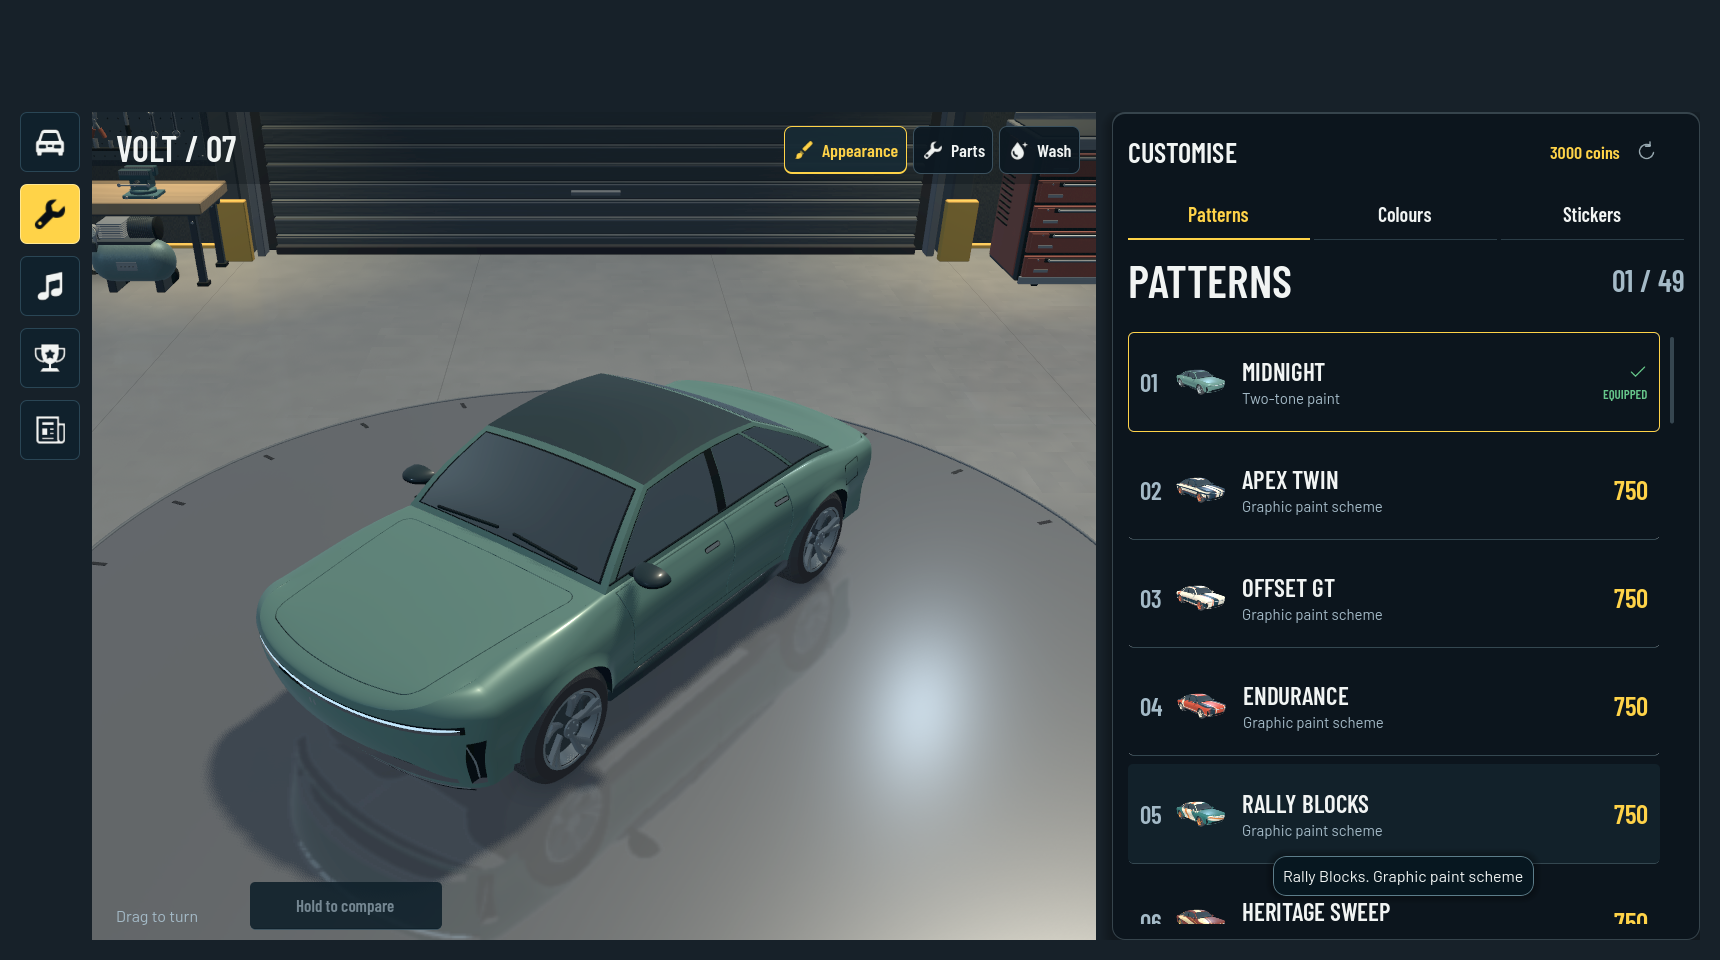 VOLT / 07
Appearance
Parts
Wash
Drag to turn
Hold to compare
CUSTOMISE
3000 coins
Patterns
Colours
Stickers
PATTERNS
01 / 49
01
MIDNIGHT
Two-tone paint
EQUIPPED
02
APEX TWIN
Graphic paint scheme
750
03
OFFSET GT
Graphic paint scheme
750
04
ENDURANCE
Graphic paint scheme
750
05
RALLY BLOCKS
Graphic paint scheme
750
Rally Blocks. Graphic paint scheme
06
HERITAGE SWEEP
750